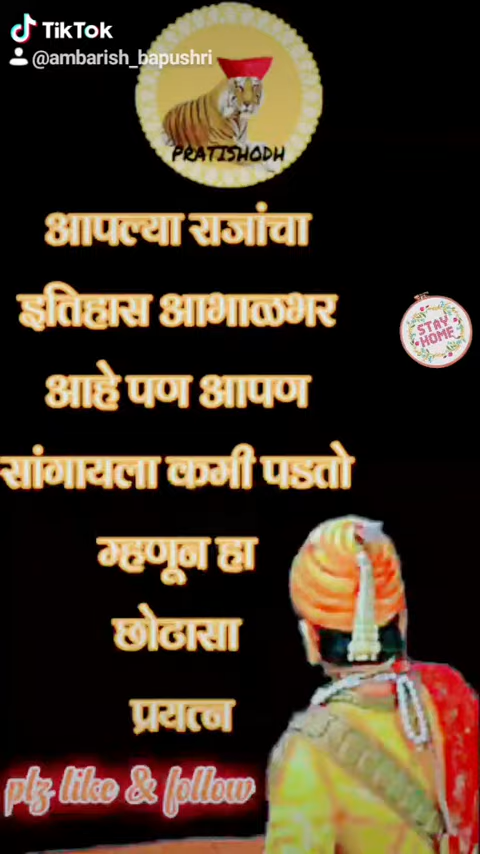 TikTok
@ambarish_bapushri
PRATISHODH
आपल्या राजांचा
इतिहास आभाळभर
STAY
HOME
आहे पण आपण
सांगायला कमी पडतो
म्हणून हा
छोटासा
प्रयत्न
plz like & follow